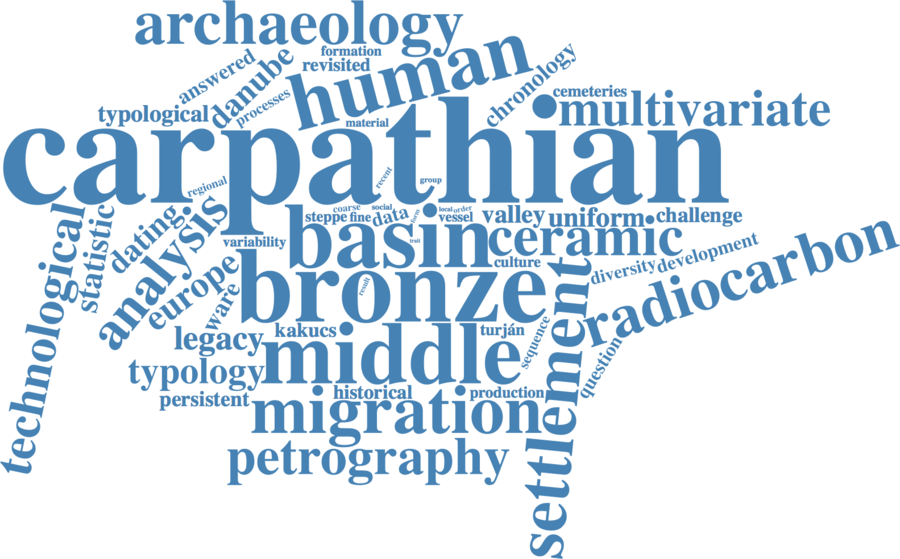 archaeology
formation
answered
danube
revisited
human
chronology
processes
typological
material
cemeteries
multivariate
carpathian
recent
group
regional
technological
statistic
dating
analysis
coarse
social
steppe
fine
data
form
local
order
vessel
valley
uniform
challenge
variability
basin
trait
ceramic
culture
europe
ware
bronze
result
diversity
development
radiocarbon
legacy
kakucs
middle
turján
sequence
settlement
question
typology
persistent
historical
production
migration
petrography